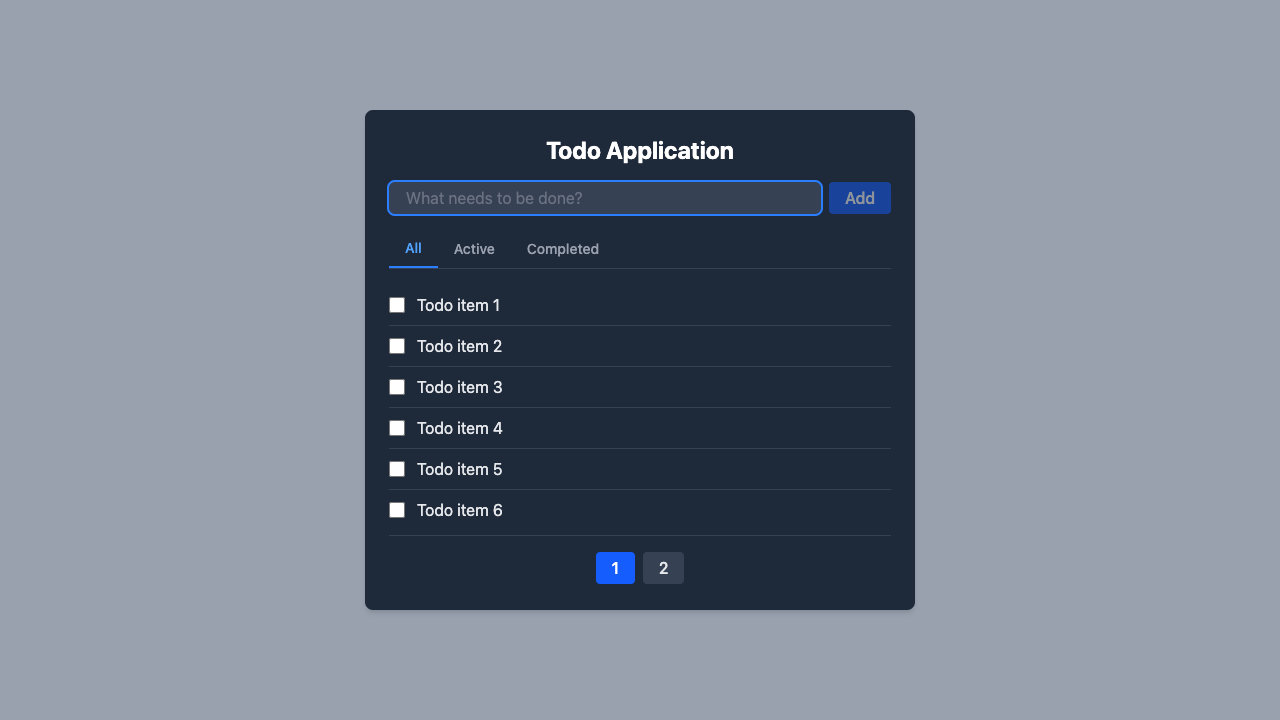 Todo Application
What needs to be done? Add
All Active Completed
Todo item 1
Todo item 2
Todo item 3
Todo item 4
Todo item 5
Todo item 6
1 2